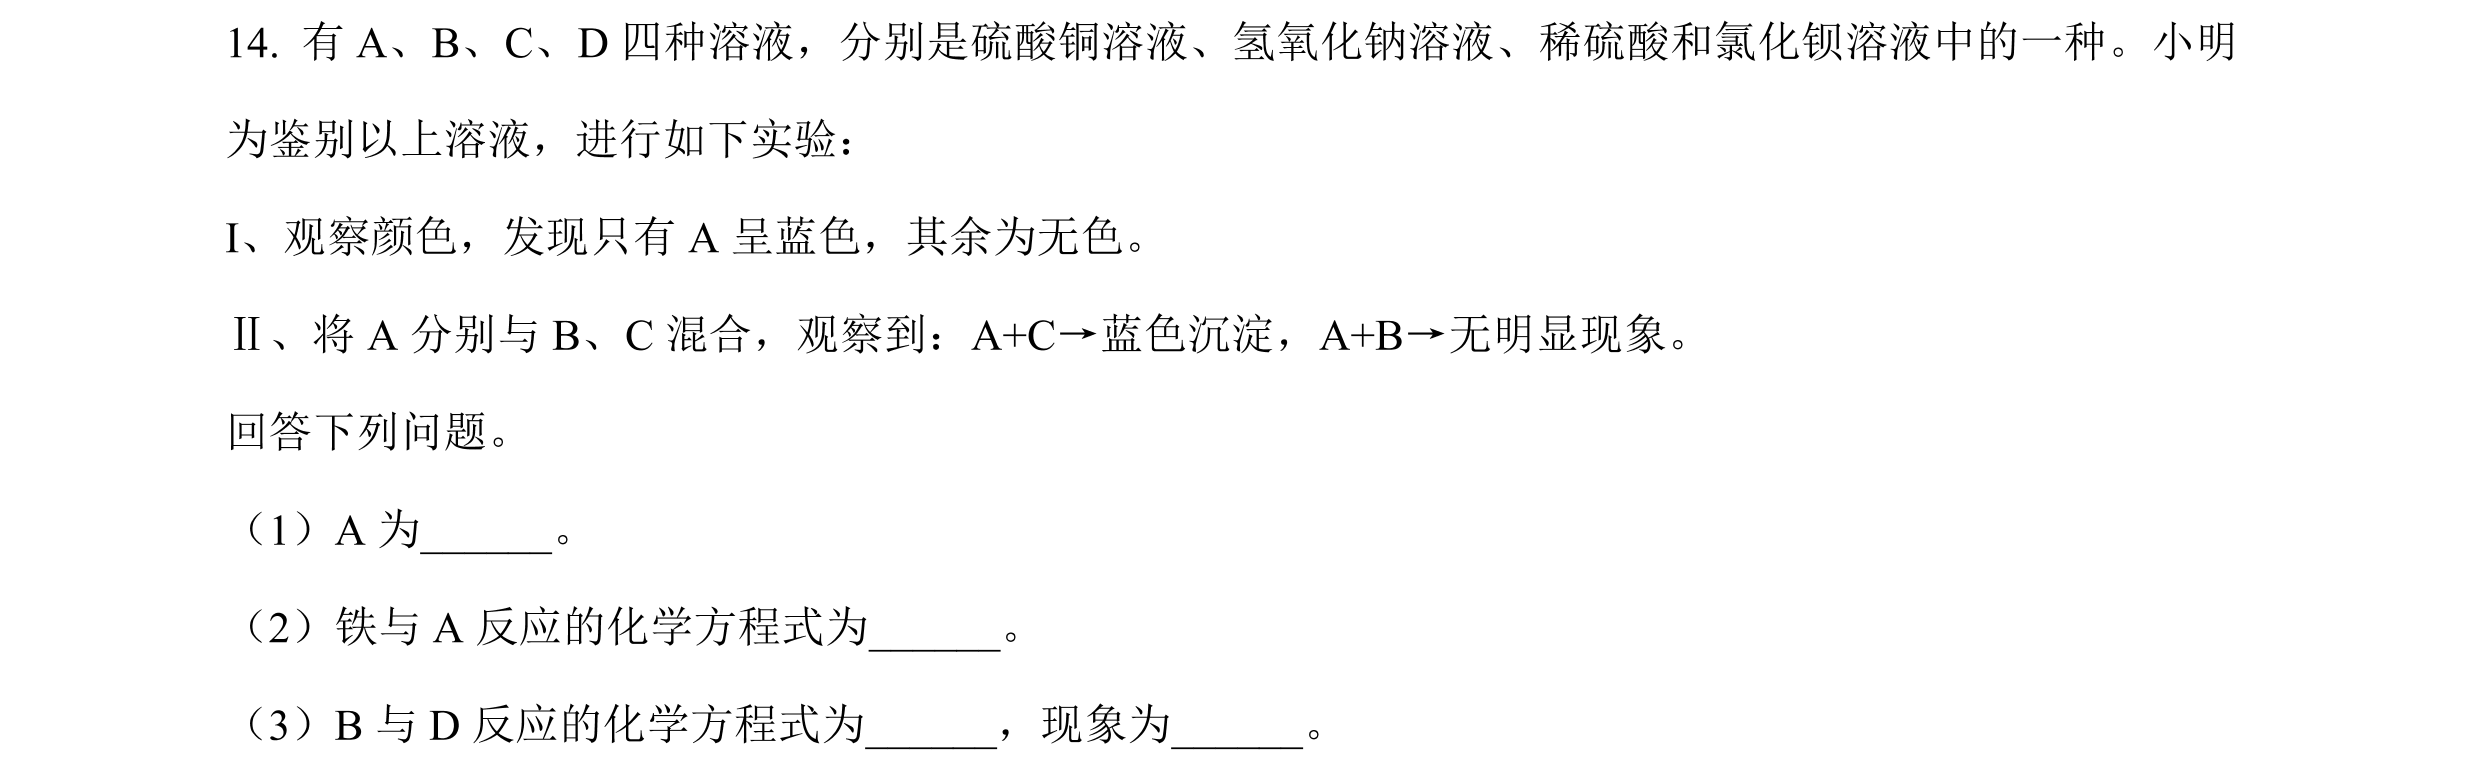 14. 有 A、B、C、D 四种溶液，分别是硫酸铜溶液、氢氧化钠溶液、稀硫酸和氯化钡溶液中的一种。小明
为鉴别以上溶液，进行如下实验：
I、观察颜色，发现只有 A 呈蓝色，其余为无色。
Ⅱ、将 A 分别与 B、C 混合，观察到：A+C→蓝色沉淀，A+B→无明显现象。
回答下列问题。
（1）A 为______。
（2）铁与 A 反应的化学方程式为______。
（3）B 与 D 反应的化学方程式为______，现象为______。